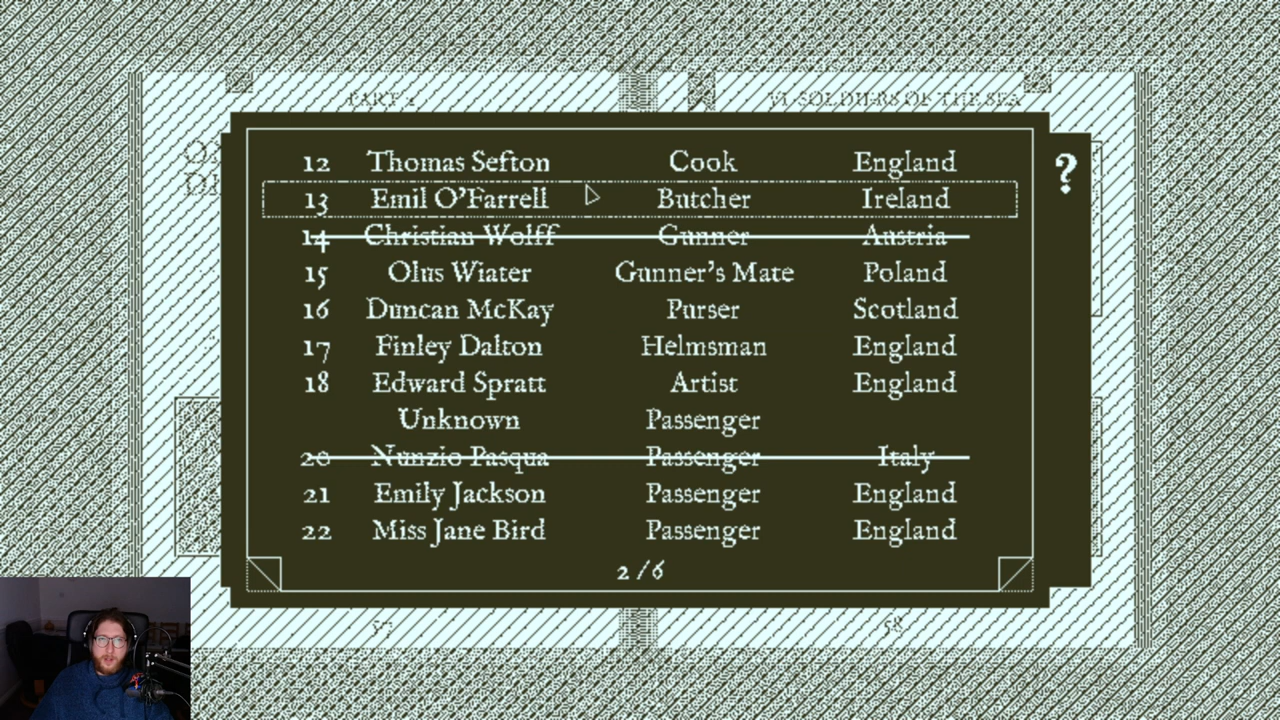 PART 2
VI. SOLDIERS OF THE SEA
12 Thomas Sefton Cook England
?
13 Emil O'Farrell Butcher Ireland
14 Christian Wolff Gunner Austria
15 Olus Wiater Gunner's Mate Poland
16 Duncan McKay Purser Scotland
17 Finley Dalton Helmsman England
18 Edward Spratt Artist England
Unknown Passenger
20 Nunzio Pasqua Passenger Italy
21 Emily Jackson Passenger England
22 Miss Jane Bird Passenger England
2 / 6
57
58